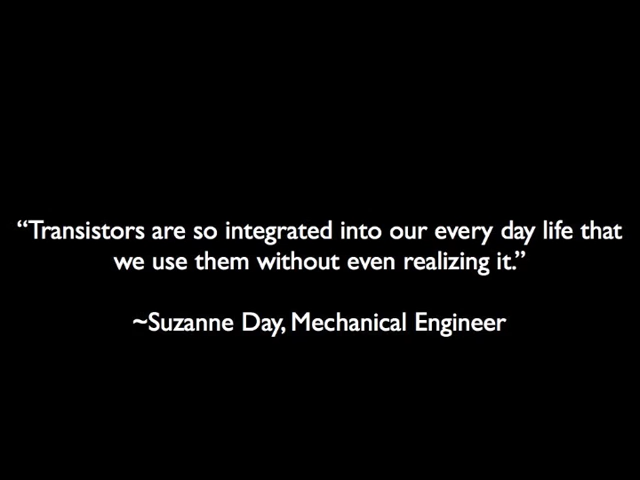 “Transistors are so integrated into our every day life that
we use them without even realizing it.”
~Suzanne Day, Mechanical Engineer